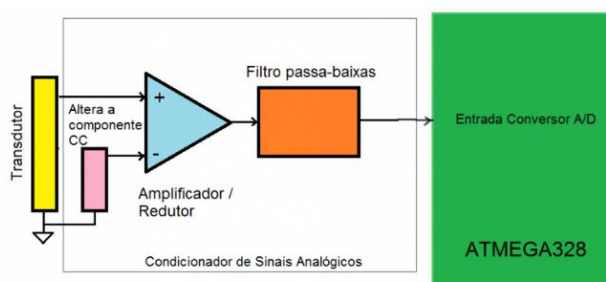 Transdutor
Altera a
componente
CC
+
-
Amplificador /
Redutor
Filtro passa-baixas
Condicionador de Sinais Analógicos
Entrada Conversor A/D
ATMEGA328